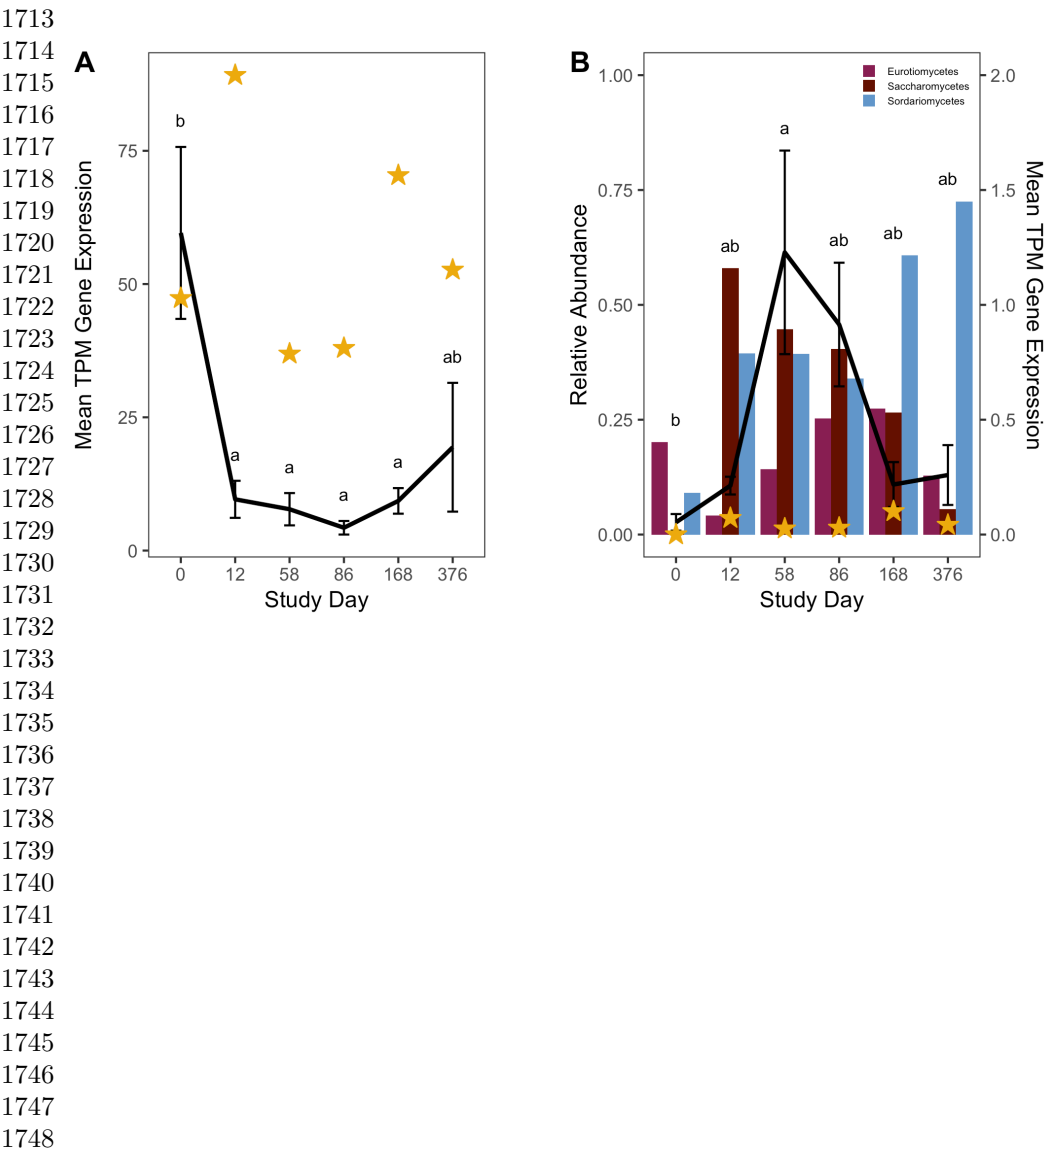 1713
1714
1715
1716
1717
1718
1719
1720
1721
1722
1723
1724
1725
1726
1727
1728
1729
1730
1731
1732
1733
1734
1735
1736
1737
1738
1739
1740
1741
1742
1743
1744
1745
1746
1747
1748
A
Mean TPM Gene Expression
75
50
25
0
b
a
a
a
a
ab
0 12 58 86 168 376
Study Day
B
Relative Abundance
1.00
0.75
0.50
0.25
0.00
Eurotiomycetes
Saccharomycetes
Sordariomycetes
b
ab
a
ab
ab
ab
0 12 58 86 168 376
Study Day
2.0
1.5
1.0
0.5
0.0
Mean TPM Gene Expression